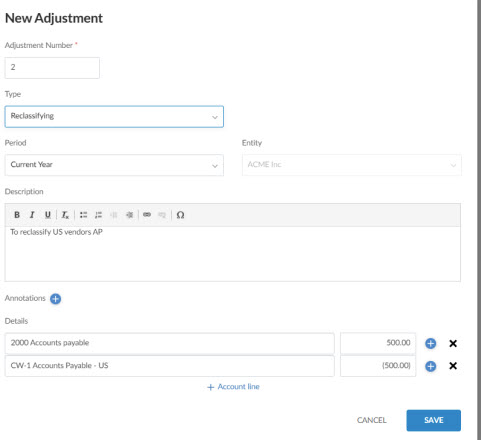 New Adjustment
Adjustment Number *
2
Type
Reclassifying
Period
Entity
Current Year
ACME Inc
Description
B I U Ix Ω
To reclassify US vendors AP
Annotations
Details
2000 Accounts payable 500.00
CW-1 Accounts Payable - US (500.00)
+ Account line
CANCEL SAVE